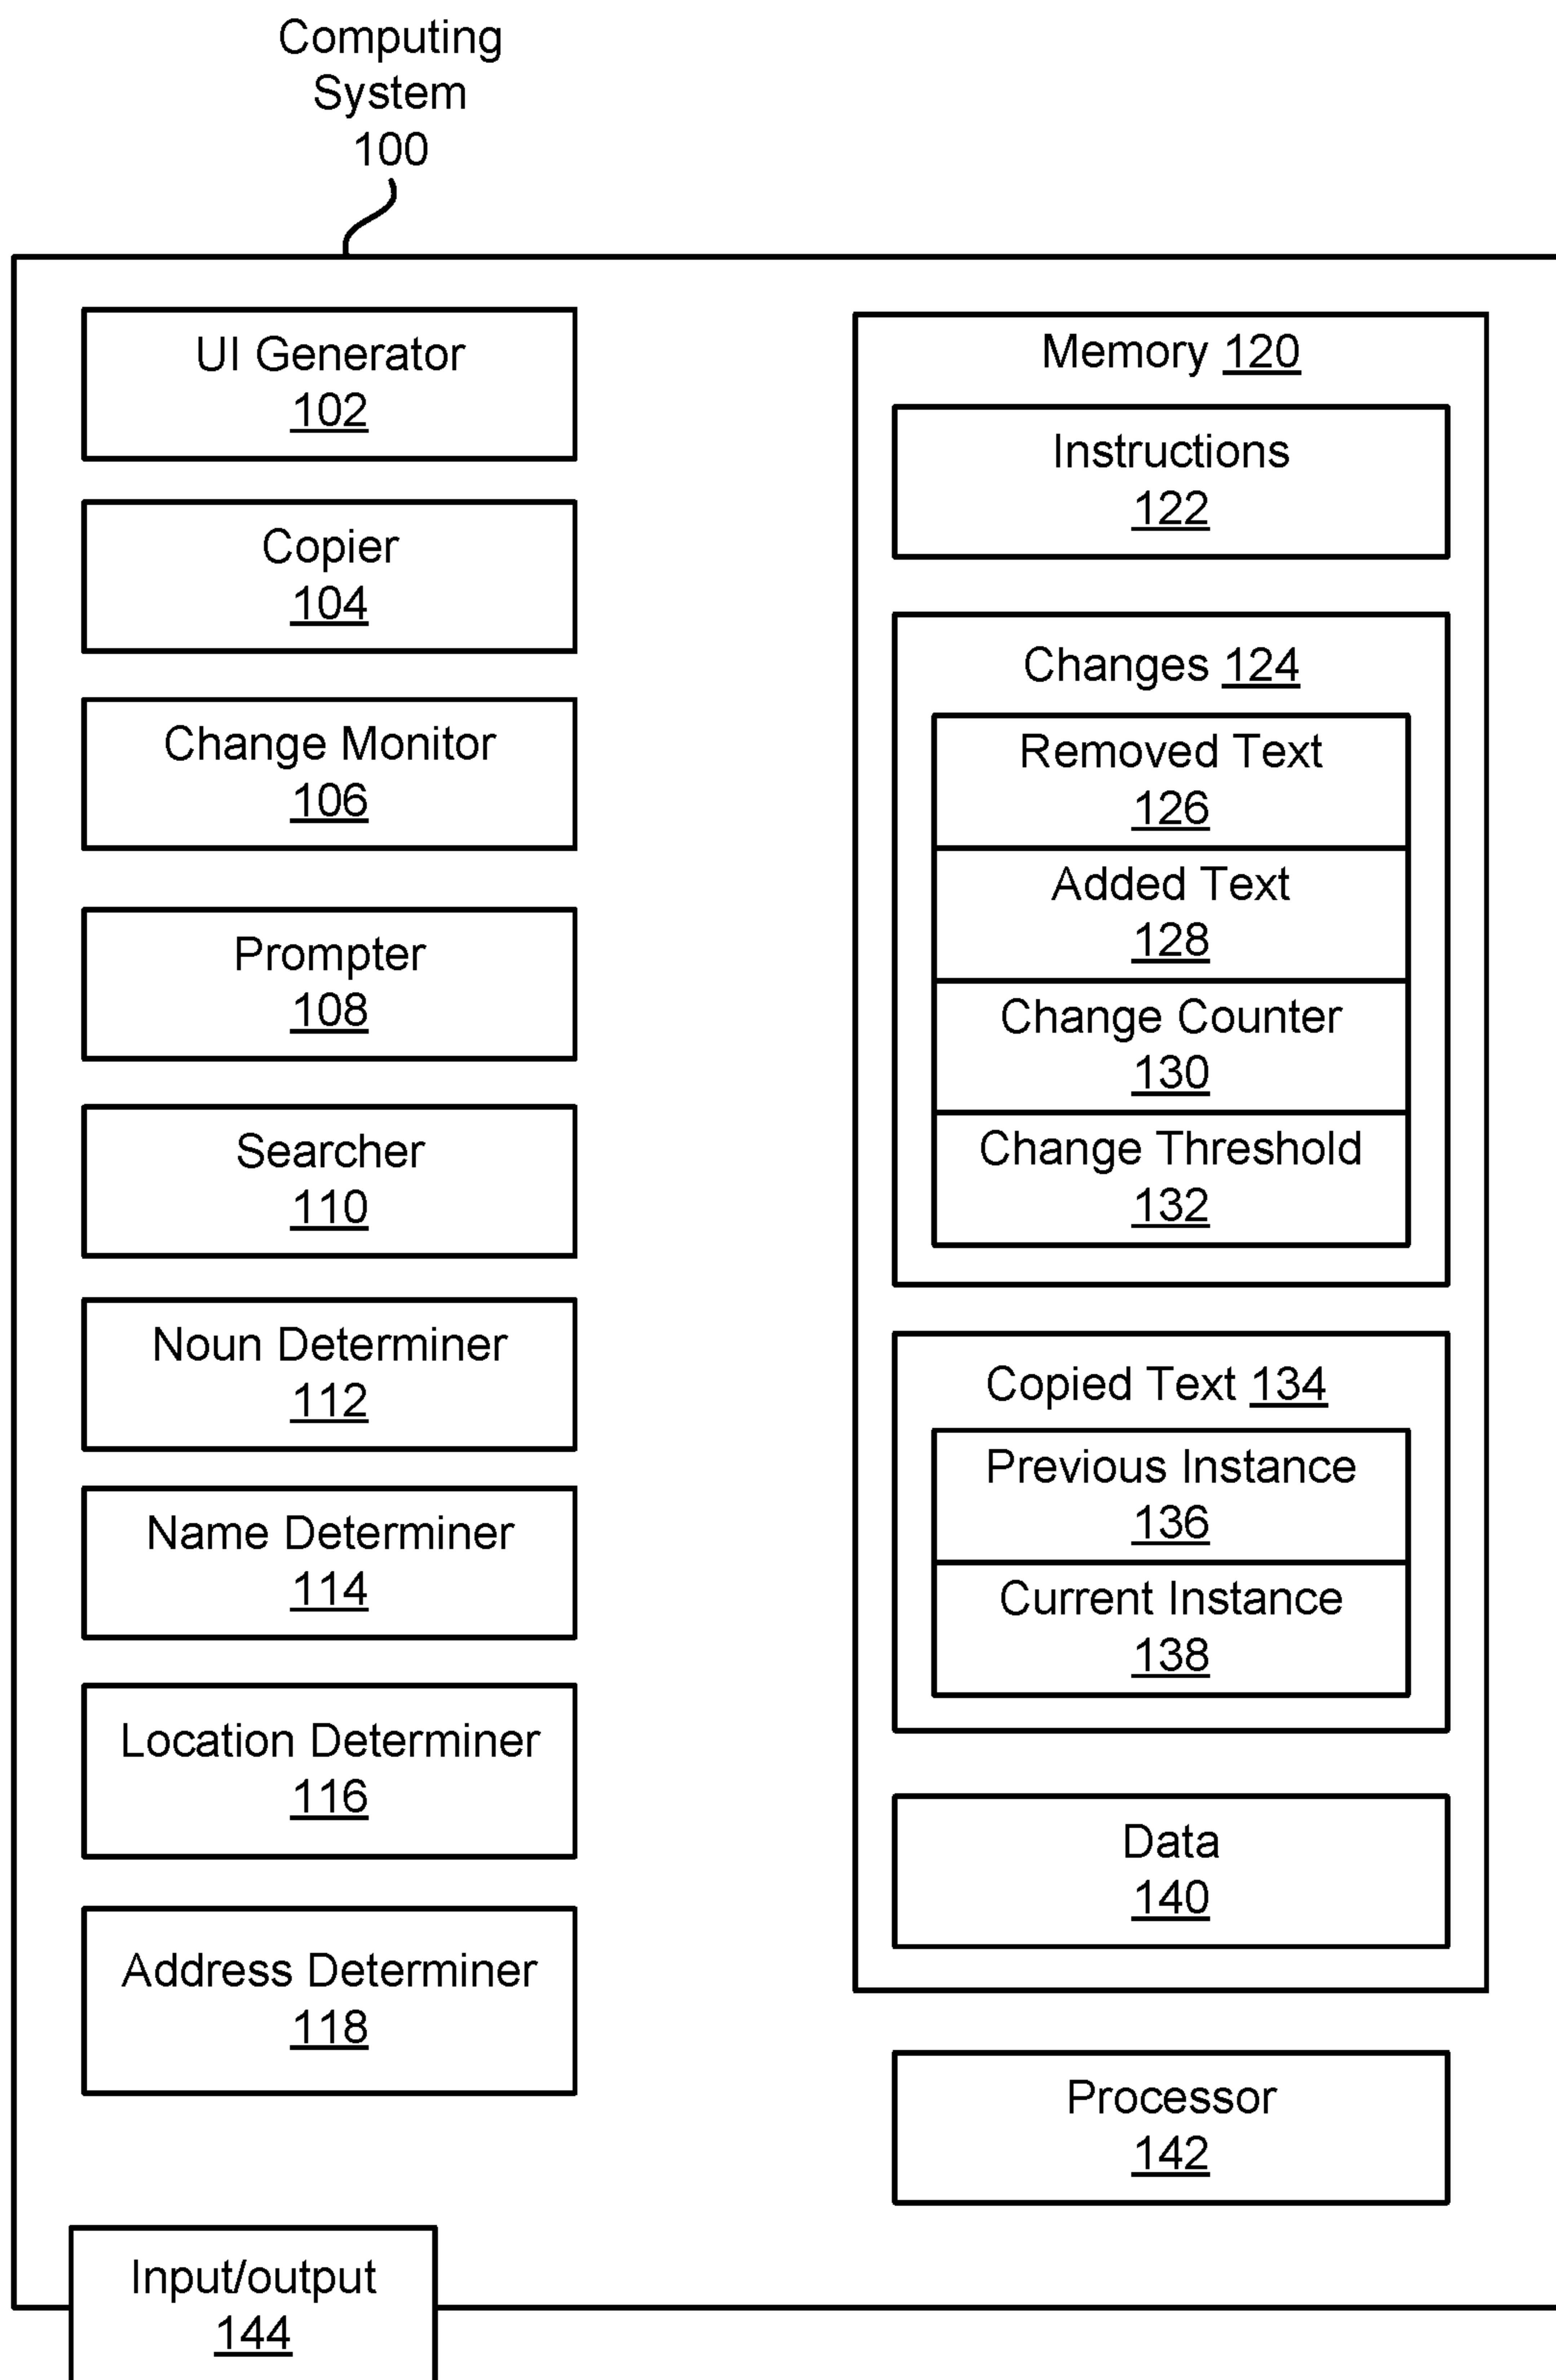 Computing
System
100
UI Generator
102
Copier
104
Change Monitor
106
Prompter
108
Searcher
110
Noun Determiner
112
Name Determiner
114
Location Determiner
116
Address Determiner
118
Input/output
144
Memory 120
Instructions
122
Changes 124
Removed Text
126
Added Text
128
Change Counter
130
Change Threshold
132
Copied Text 134
Previous Instance
136
Current Instance
138
Data
140
Processor
142